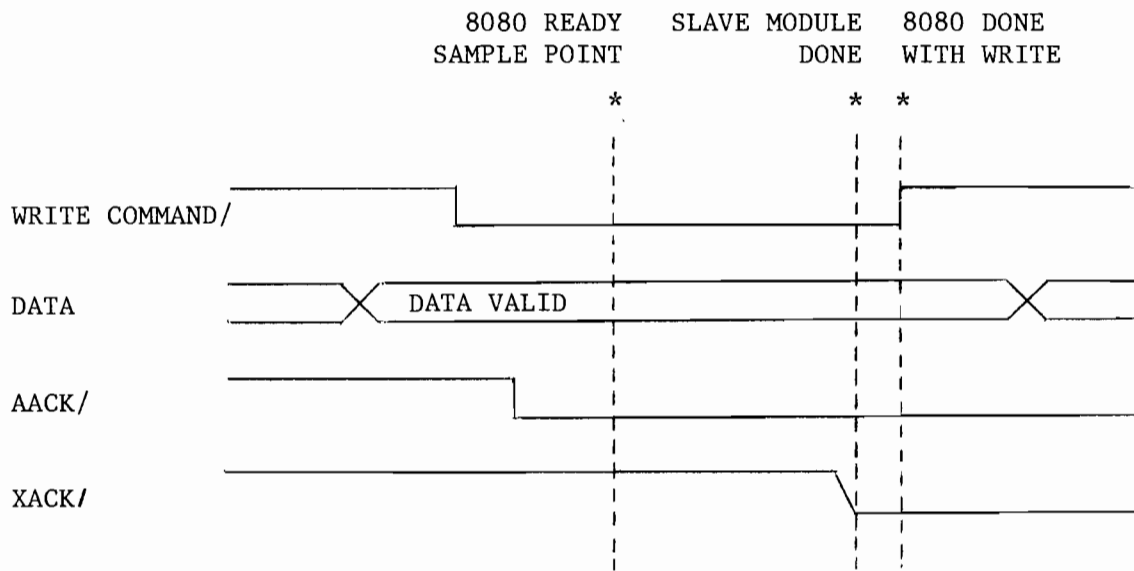 8080 READY SLAVE MODULE 8080 DONE
SAMPLE POINT DONE WITH WRITE
* * *
WRITE COMMAND/
DATA DATA VALID
AACK/
XACK/